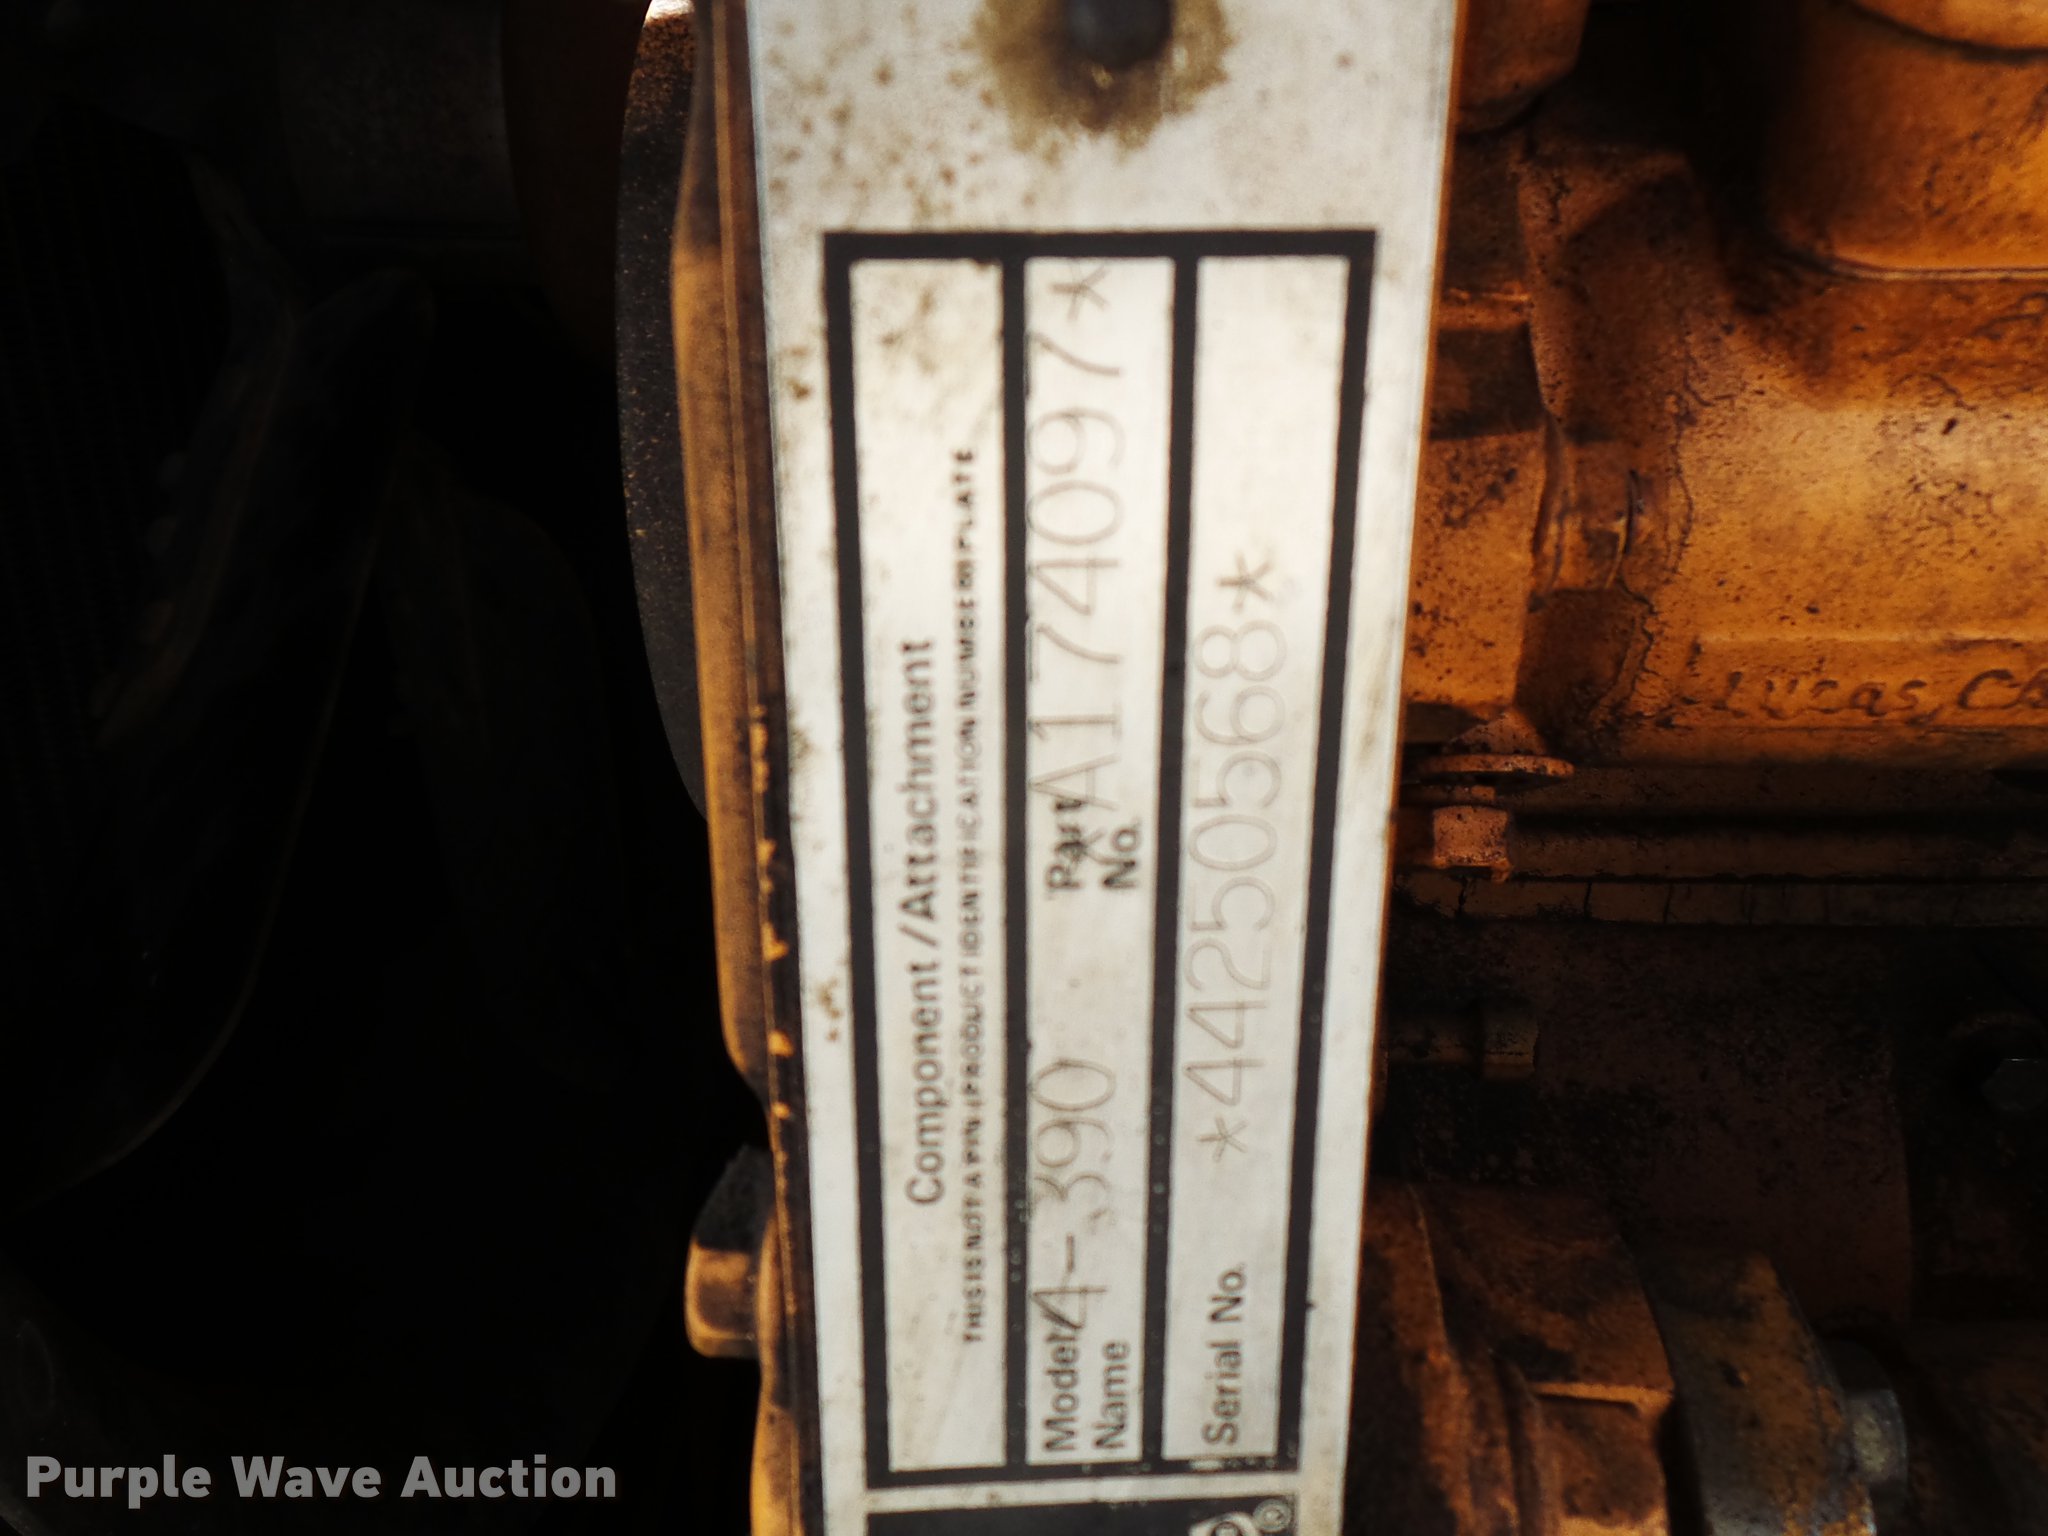 Component/Attachment
THIS IS NOT A PIN (PRODUCT IDENTIFICATION NUMBER) PLATE
Model 4-390 Part *A174097*
Name No.
Serial No. *44250568*
Purple Wave Auction